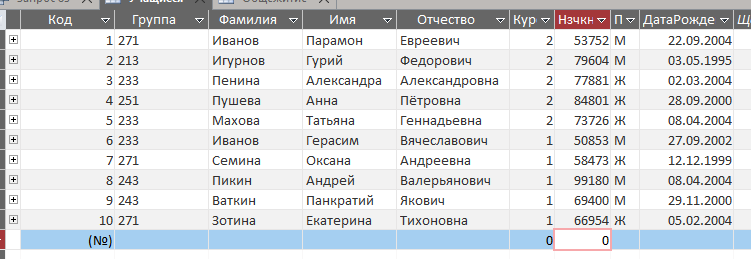 Учащиеся Общежитие
Код Группа Фамилия Имя Отчество Кур Нзчкн П ДатаРожде
1 271 Иванов Парамон Евреевич 2 53752 М 22.09.2004
2 213 Игурнов Гурий Федорович 2 79604 М 03.05.1995
3 233 Пенина Александра Александровна 2 77881 Ж 02.03.2004
4 251 Пушева Анна Пётровна 2 84801 Ж 28.09.2000
5 233 Махова Татьяна Геннадьевна 2 73726 Ж 08.04.2004
6 233 Иванов Герасим Вячеславович 1 50853 М 27.09.2002
7 271 Семина Оксана Андреевна 1 58473 Ж 12.12.1999
8 243 Пикин Андрей Валерьянович 1 99180 М 08.04.2004
9 243 Ваткин Панкратий Якович 1 69400 М 29.11.2000
10 271 Зотина Екатерина Тихоновна 1 66954 Ж 05.02.2004
(№) 0 0